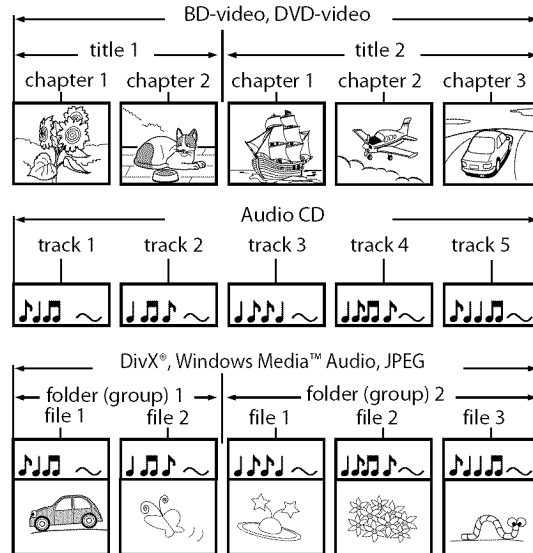 BD-video, DVD-video
title 1 title 2
chapter 1 chapter 2 chapter 1 chapter 2 chapter 3
Audio CD
track 1 track 2 track 3 track 4 track 5
DivX®, Windows Media™ Audio, JPEG
folder (group) 1 folder (group) 2
file 1 file 2 file 1 file 2 file 3